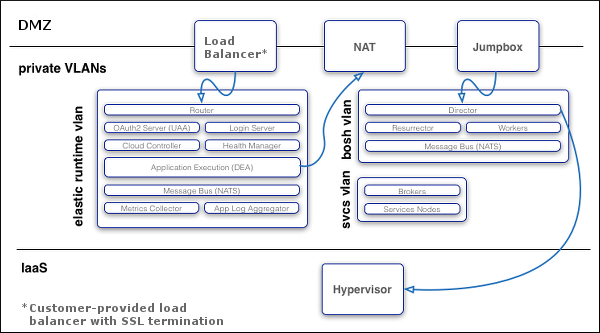 DMZ
Load
Balancer*
NAT
Jumpbox
private VLANs
elastic runtime vlan
Router
OAuth2 Server (UAA)
Login Server
Cloud Controller
Health Manager
Application Execution (DEA)
Message Bus (NATS)
Metrics Collector
App Log Aggregator
bosh vlan
Director
Resurrector
Workers
Message Bus (NATS)
svcs vlan
Brokers
Services Nodes
IaaS
Hypervisor
*Customer-provided load
balancer with SSL termination